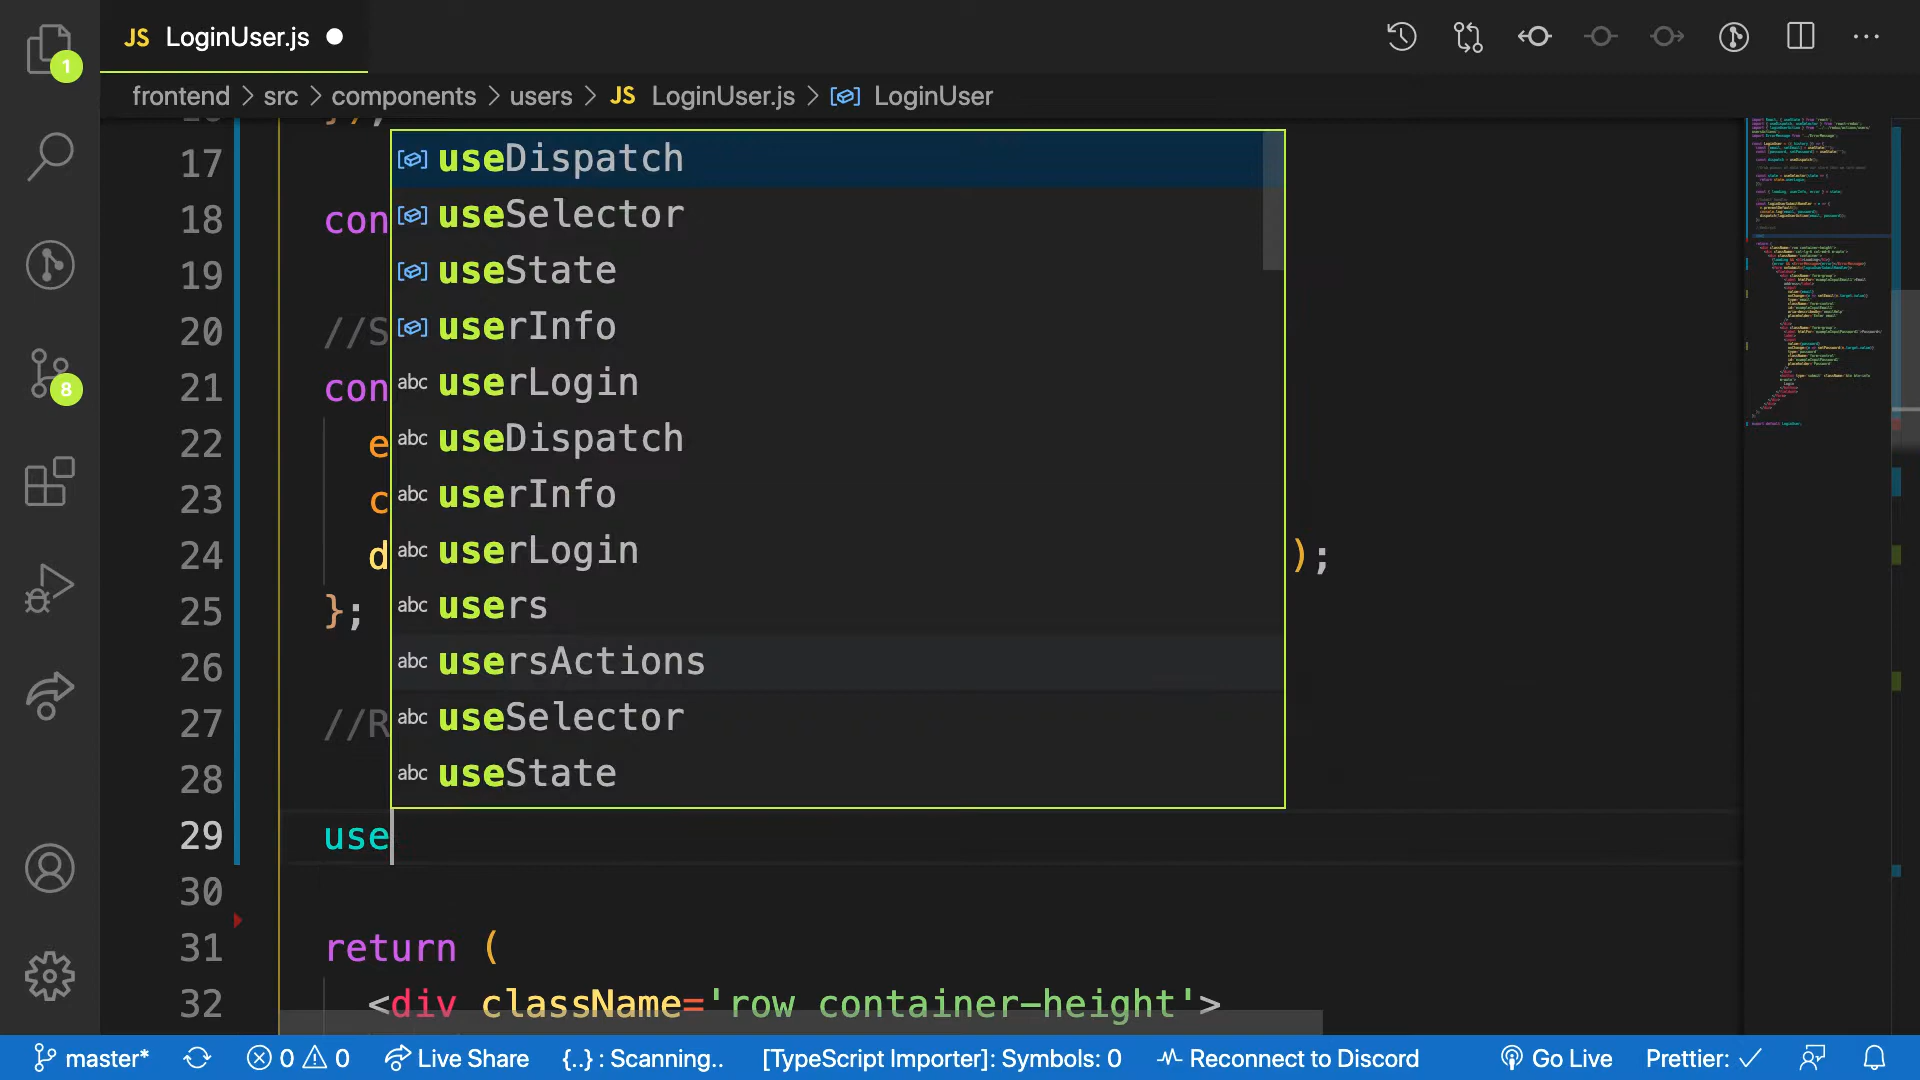 JS LoginUser.js
1
frontend > src > components > users > JS LoginUser.js > LoginUser
17
18 con
19
20 //S
21 con
22 e
23 c
24 d );
25 };
26
27 //R
28
29 use
30
31 return (
32 <div className='row container-height'>
useDispatch
useSelector
useState
userInfo
abc userLogin
abc useDispatch
abc userInfo
abc userLogin
abc users
abc usersActions
abc useSelector
abc useState
8
master* 0 0 Live Share {..} : Scanning.. [TypeScript Importer]: Symbols: 0 Reconnect to Discord Go Live Prettier: ✓